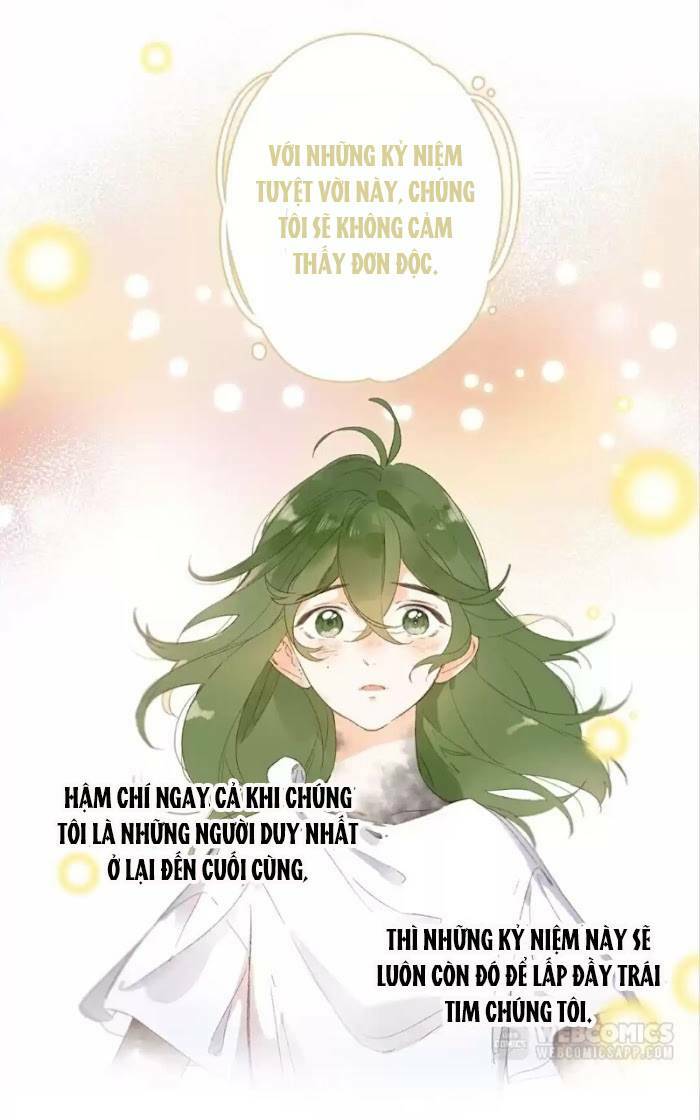 VỚI NHỮNG KỶ NIỆM
TUYỆT VỜI NÀY, CHÚNG
TÔI SẼ KHÔNG CẢM
THẤY ĐƠN ĐỘC.
HẬM CHÍ NGAY CẢ KHI CHÚNG
TÔI LÀ NHỮNG NGƯỜI DUY NHẤT
Ở LẠI ĐẾN CUỐI CÙNG,
THÌ NHỮNG KỶ NIỆM NÀY SẼ
LUÔN CÒN ĐÓ ĐỂ LẤP ĐẦY TRÁI
TIM CHÚNG TÔI.
WEBCOMICS
WEBCOMICSAPP.COM